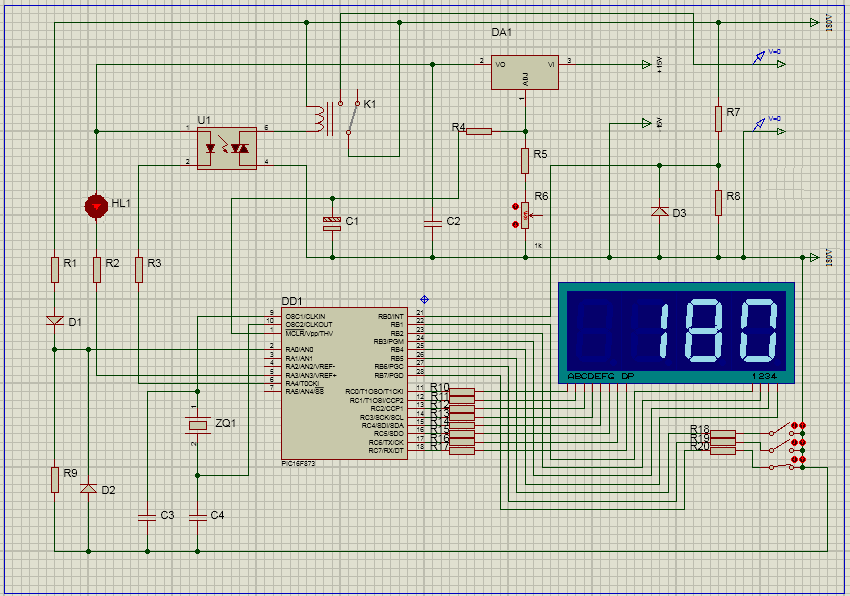 180V
DA1
V=0
2
VO
VI
3
+15V
ADJ
1
K1
R7
U1
+5V
V=0
1
6
R4
2
4
R5
R6
R8
HL1
C1
C2
D3
1k
180V
R1
R2
R3
DD1
D1
9
OSC1/CLKIN
RB0/INT
21
10
OSC2/CLKOUT
RB1
22
1
MCLR/Vpp/THV
RB2
23
RB3/PGM
24
2
RA0/AN0
RB4
25
3
RA1/AN1
RB5
26
4
RA2/AN2/VREF-
RB6/PGC
27
5
RA3/AN3/VREF+
RB7/PGD
28
6
RA4/T0CKI
7
RA5/AN4/SS
RC0/T1OSO/T1CKI
11
R10
RC1/T1OSI/CCP2
12
R11
RC2/CCP1
13
R12
RC3/SCK/SCL
14
R13
RC4/SDI/SDA
15
R14
RC5/SDO
16
R15
RC6/TX/CK
17
R16
RC7/RX/DT
18
R17
PIC16F873
180
ABCDEFG DP
1234
1
ZQ1
2
R18
R19
R20
R9
D2
C3
C4